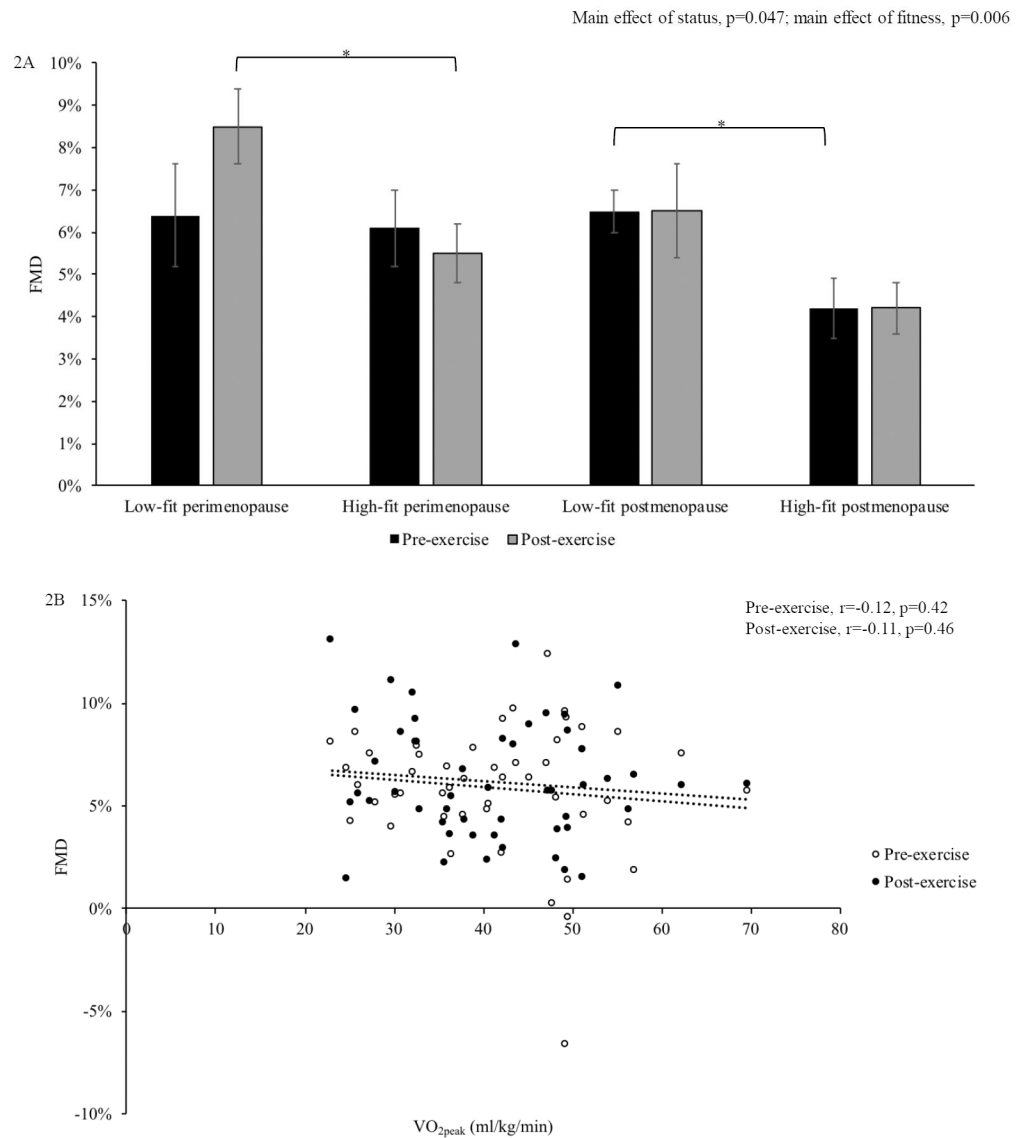 Main effect of status, p=0.047; main effect of fitness, p=0.006
2A
10%
9%
8%
7%
6%
5%
4%
3%
2%
1%
0%
FMD
*
*
Low-fit perimenopause High-fit perimenopause Low-fit postmenopause High-fit postmenopause
Pre-exercise Post-exercise
2B
15%
10%
5%
0%
-5%
-10%
FMD
Pre-exercise, r=-0.12, p=0.42
Post-exercise, r=-0.11, p=0.46
Pre-exercise
Post-exercise
0 10 20 30 40 50 60 70 80
VO2peak (ml/kg/min)